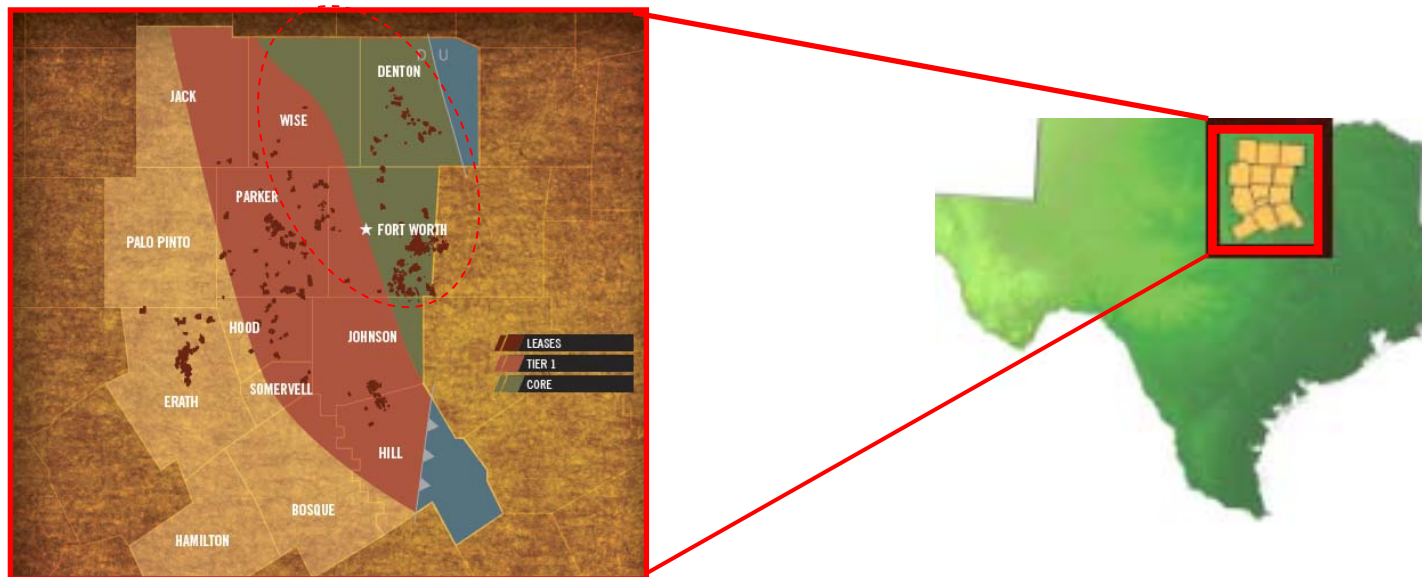 D U
DENTON
JACK
WISE
PARKER
FORT WORTH
PALO PINTO
HOOD
JOHNSON
LEASES
TIER 1
CORE
SOMERVELL
ERATH
HILL
BOSQUE
HAMILTON